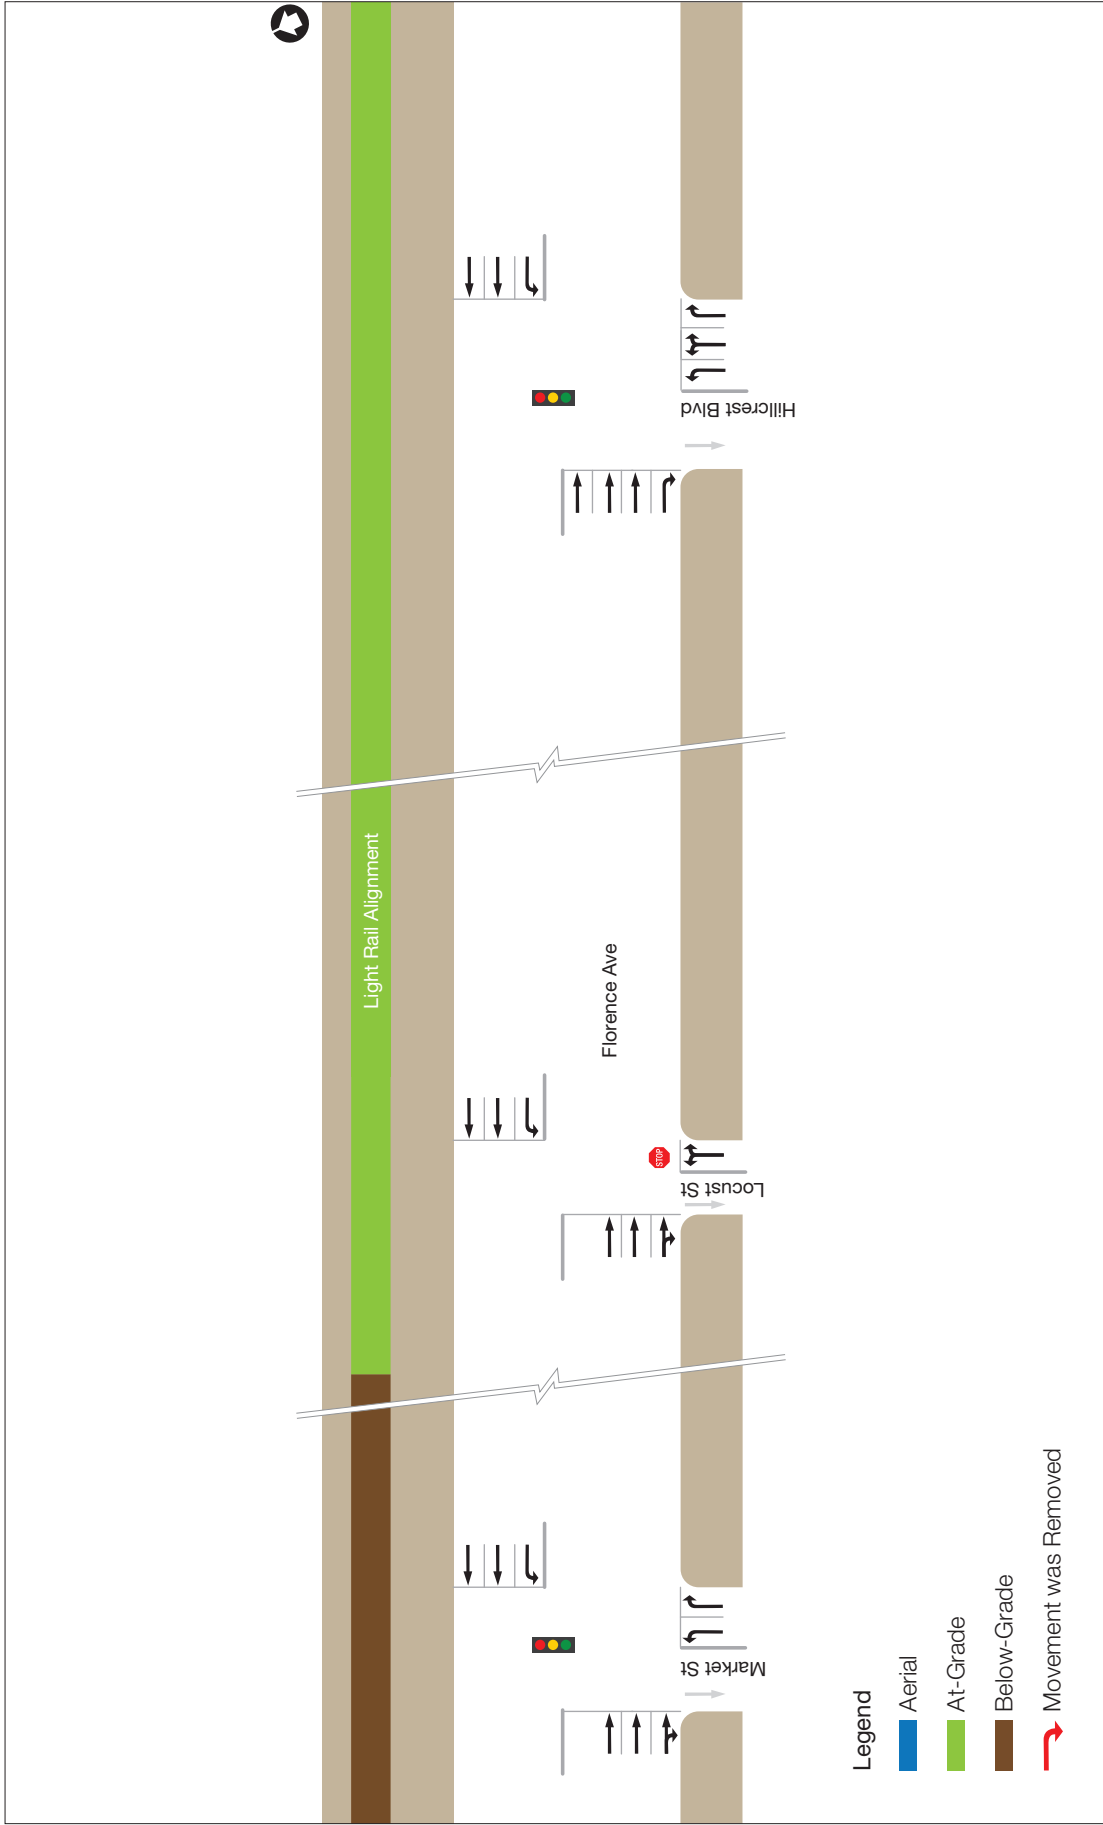 Light Rail Alignment
Florence Ave
Market St
Locust St
STOP
Hillcrest Blvd
Legend
Aerial
At-Grade
Below-Grade
Movement was Removed